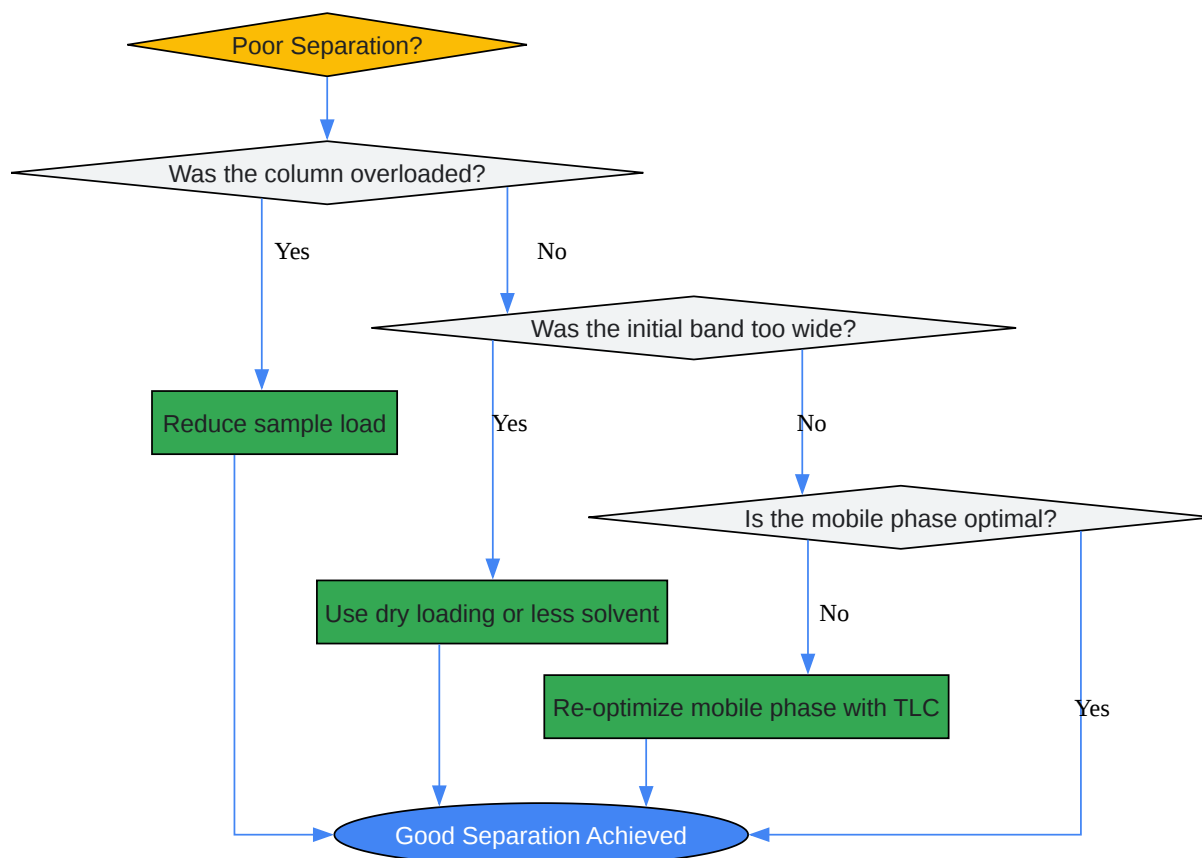 Poor Separation?
Was the column overloaded?
Yes
No
Was the initial band too wide?
Reduce sample load
Yes
No
Is the mobile phase optimal?
Use dry loading or less solvent
No
Re-optimize mobile phase with TLC
Yes
Good Separation Achieved